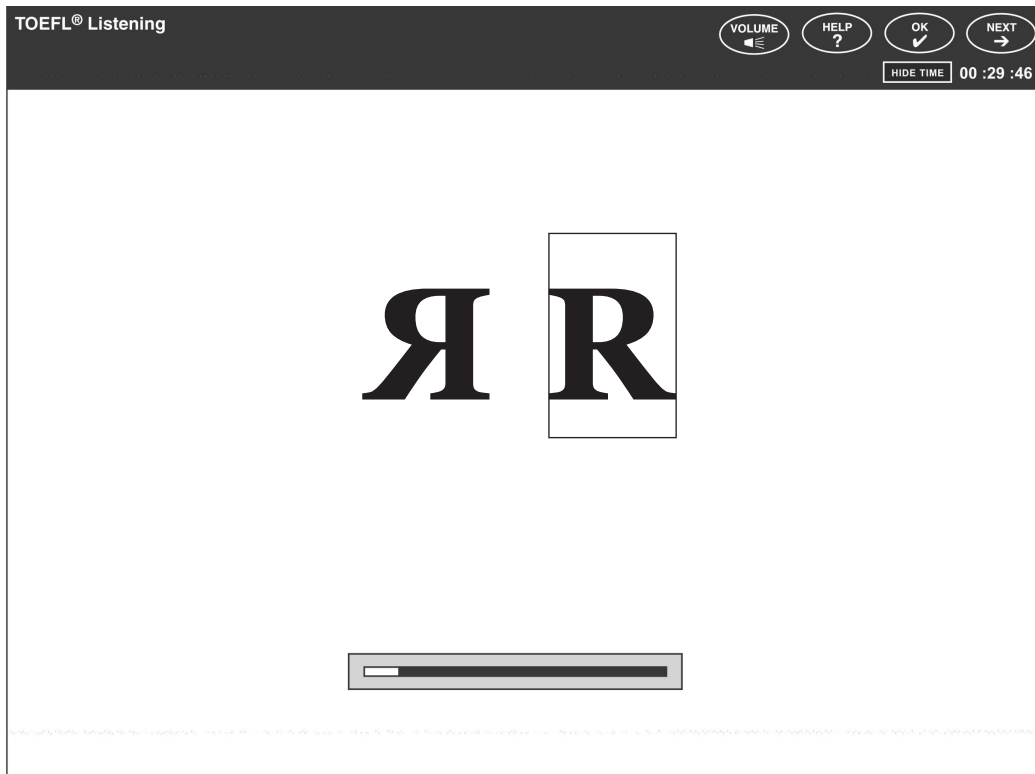 TOEFL® Listening
VOLUME
HELP
?
OK
NEXT
HIDE TIME 00 :29 :46
Я R